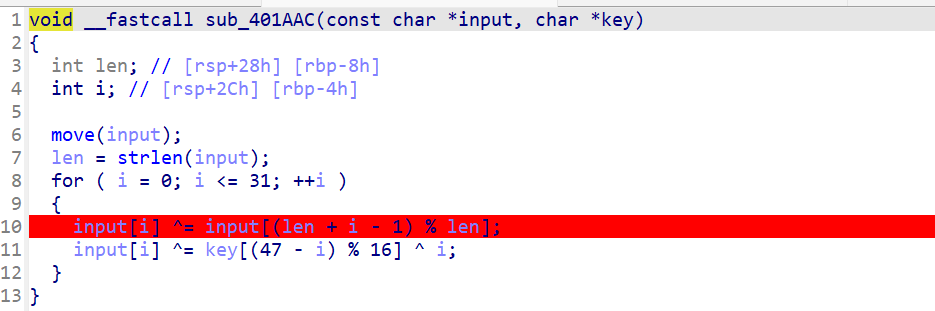 1 void __fastcall sub_401AAC(const char *input, char *key)
2 {
3   int len; // [rsp+28h] [rbp-8h]
4   int i; // [rsp+2Ch] [rbp-4h]
5
6   move(input);
7   len = strlen(input);
8   for ( i = 0; i <= 31; ++i )
9   {
10     input[i] ^= input[(len + i - 1) % len];
11     input[i] ^= key[(47 - i) % 16] ^ i;
12   }
13 }